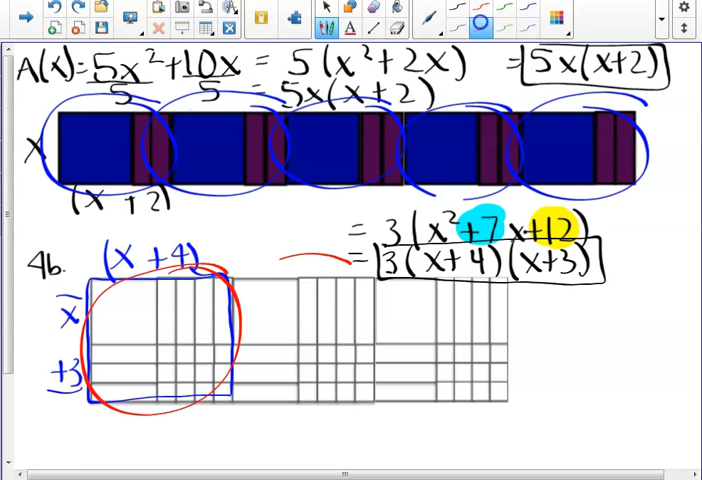 A(x) = 5x² + 10x = 5(x² + 2x) = 5x(x+2)
5 5 = 5x(x+2)
x
(x + 2)
= 3(x² +7x +12)
4b. (x + 4) = 3(x+4)(x+3)
x
+3